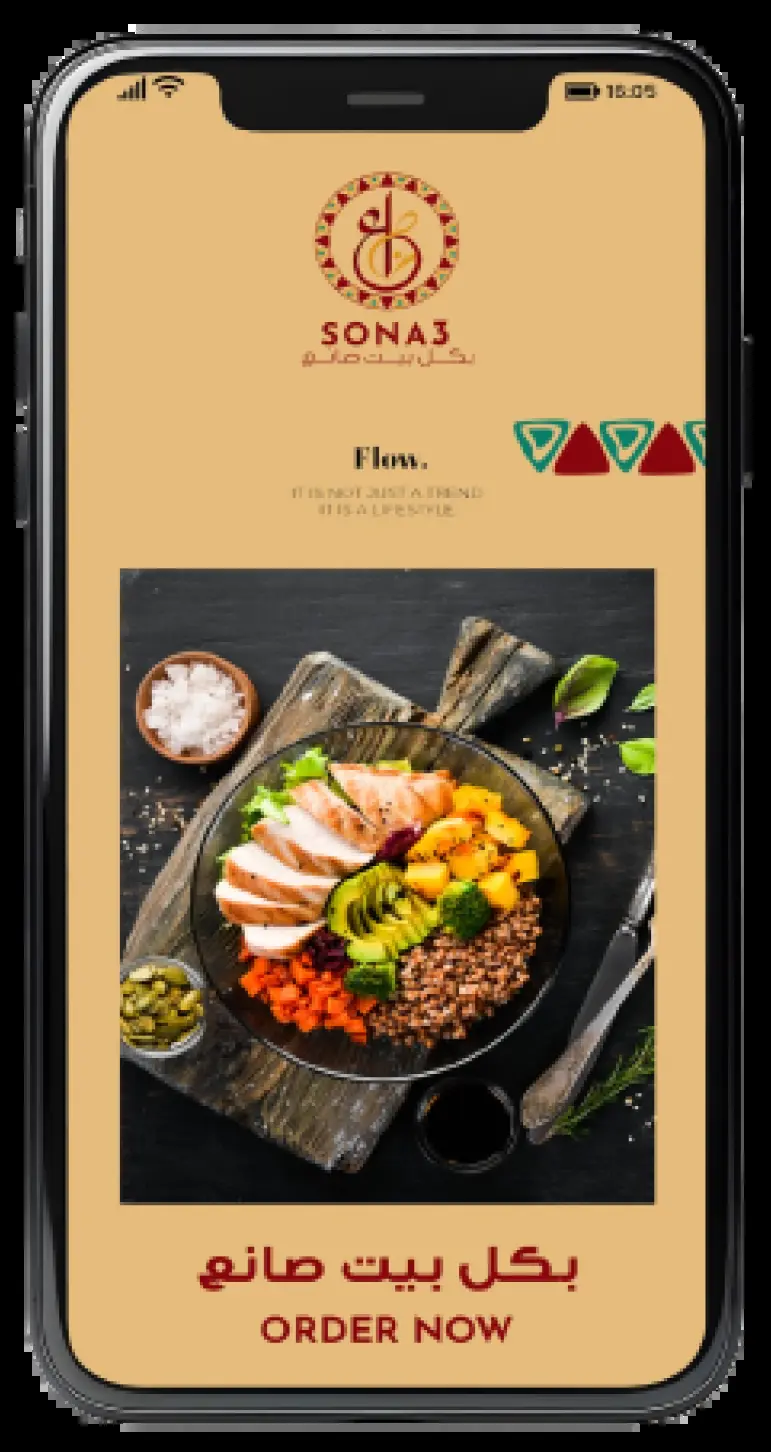 16:05
SONA3
بكل بيت صانع
Flow.
IT IS NOT JUST A TREND
IT IS A LIFESTYLE
بكل بيت صانع
ORDER NOW